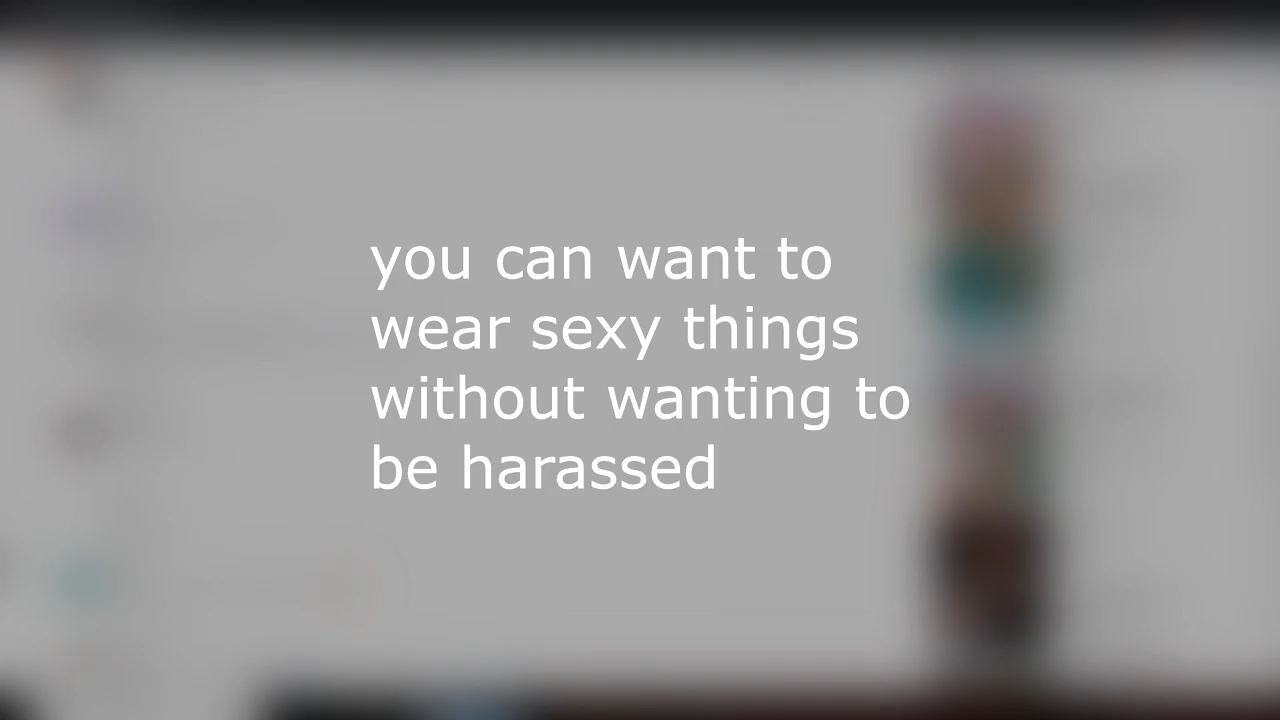 you can want to
wear sexy things
without wanting to
be harassed